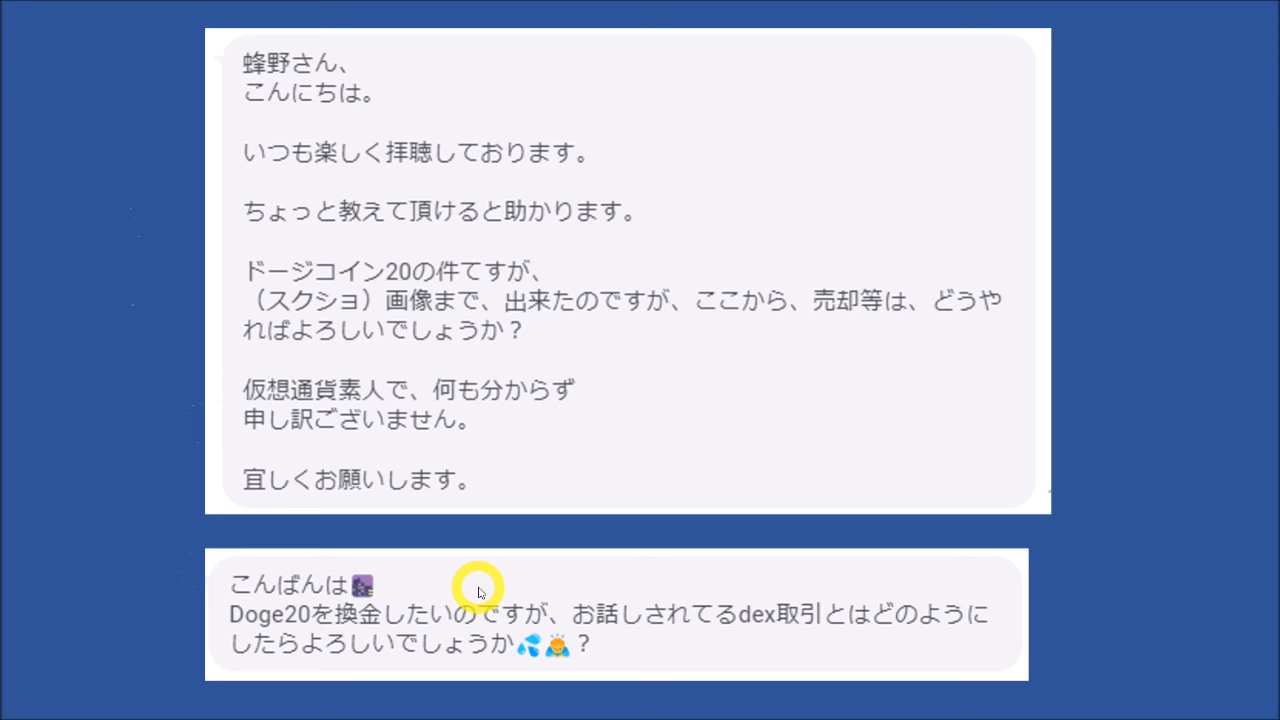 蜂野さん、
こんにちは。
いつも楽しく拝聴しております。
ちょっと教えて頂けると助かります。
ドージコイン20の件てすが、
（スクショ）画像まで、出来たのですが、ここから、売却等は、どうや
ればよろしいでしょうか？
仮想通貨素人で、何も分からず
申し訳ございません。
宜しくお願いします。
こんばんは🌃
Doge20を換金したいのですが、お話しされてるdex取引とはどのように
したらよろしいでしょうか💦🙇？